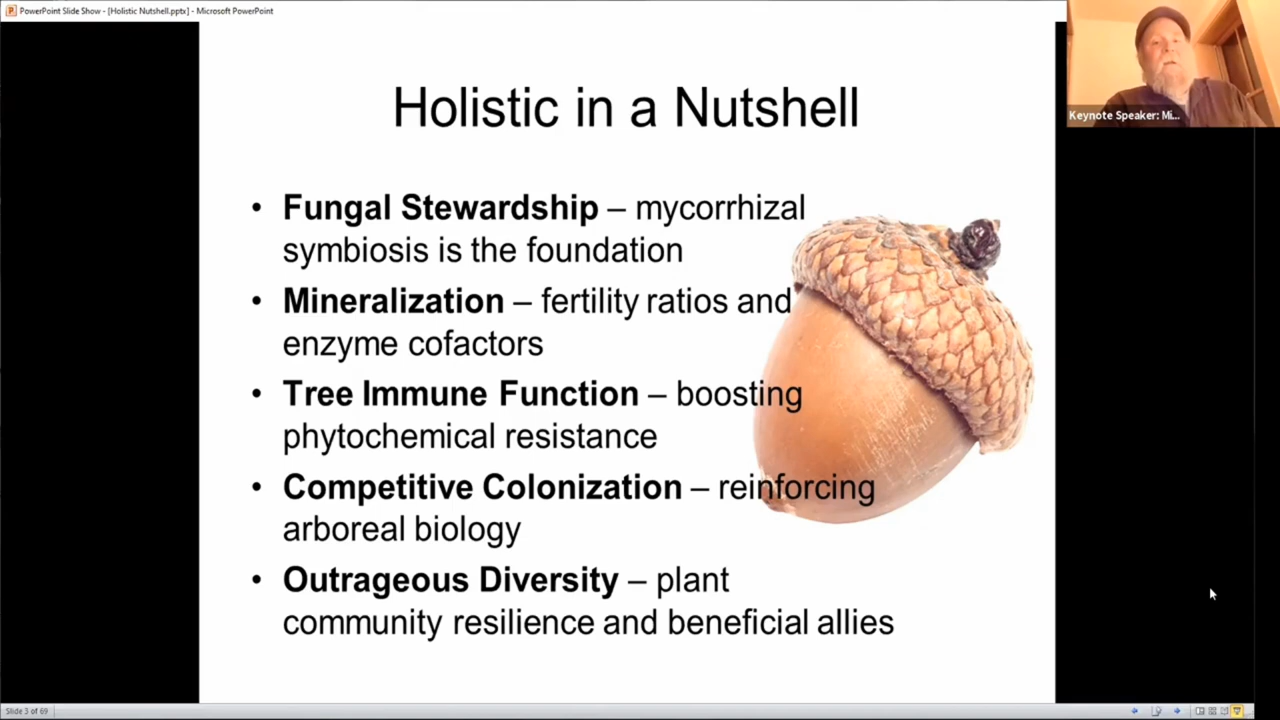 PowerPoint Slide Show - [Holistic Nutshell.pptx] - Microsoft PowerPoint
Keynote Speaker: Mi...
Holistic in a Nutshell
• Fungal Stewardship – mycorrhizal
symbiosis is the foundation
• Mineralization – fertility ratios and
enzyme cofactors
• Tree Immune Function – boosting
phytochemical resistance
• Competitive Colonization – reinforcing
arboreal biology
• Outrageous Diversity – plant
community resilience and beneficial allies
Slide 3 of 69